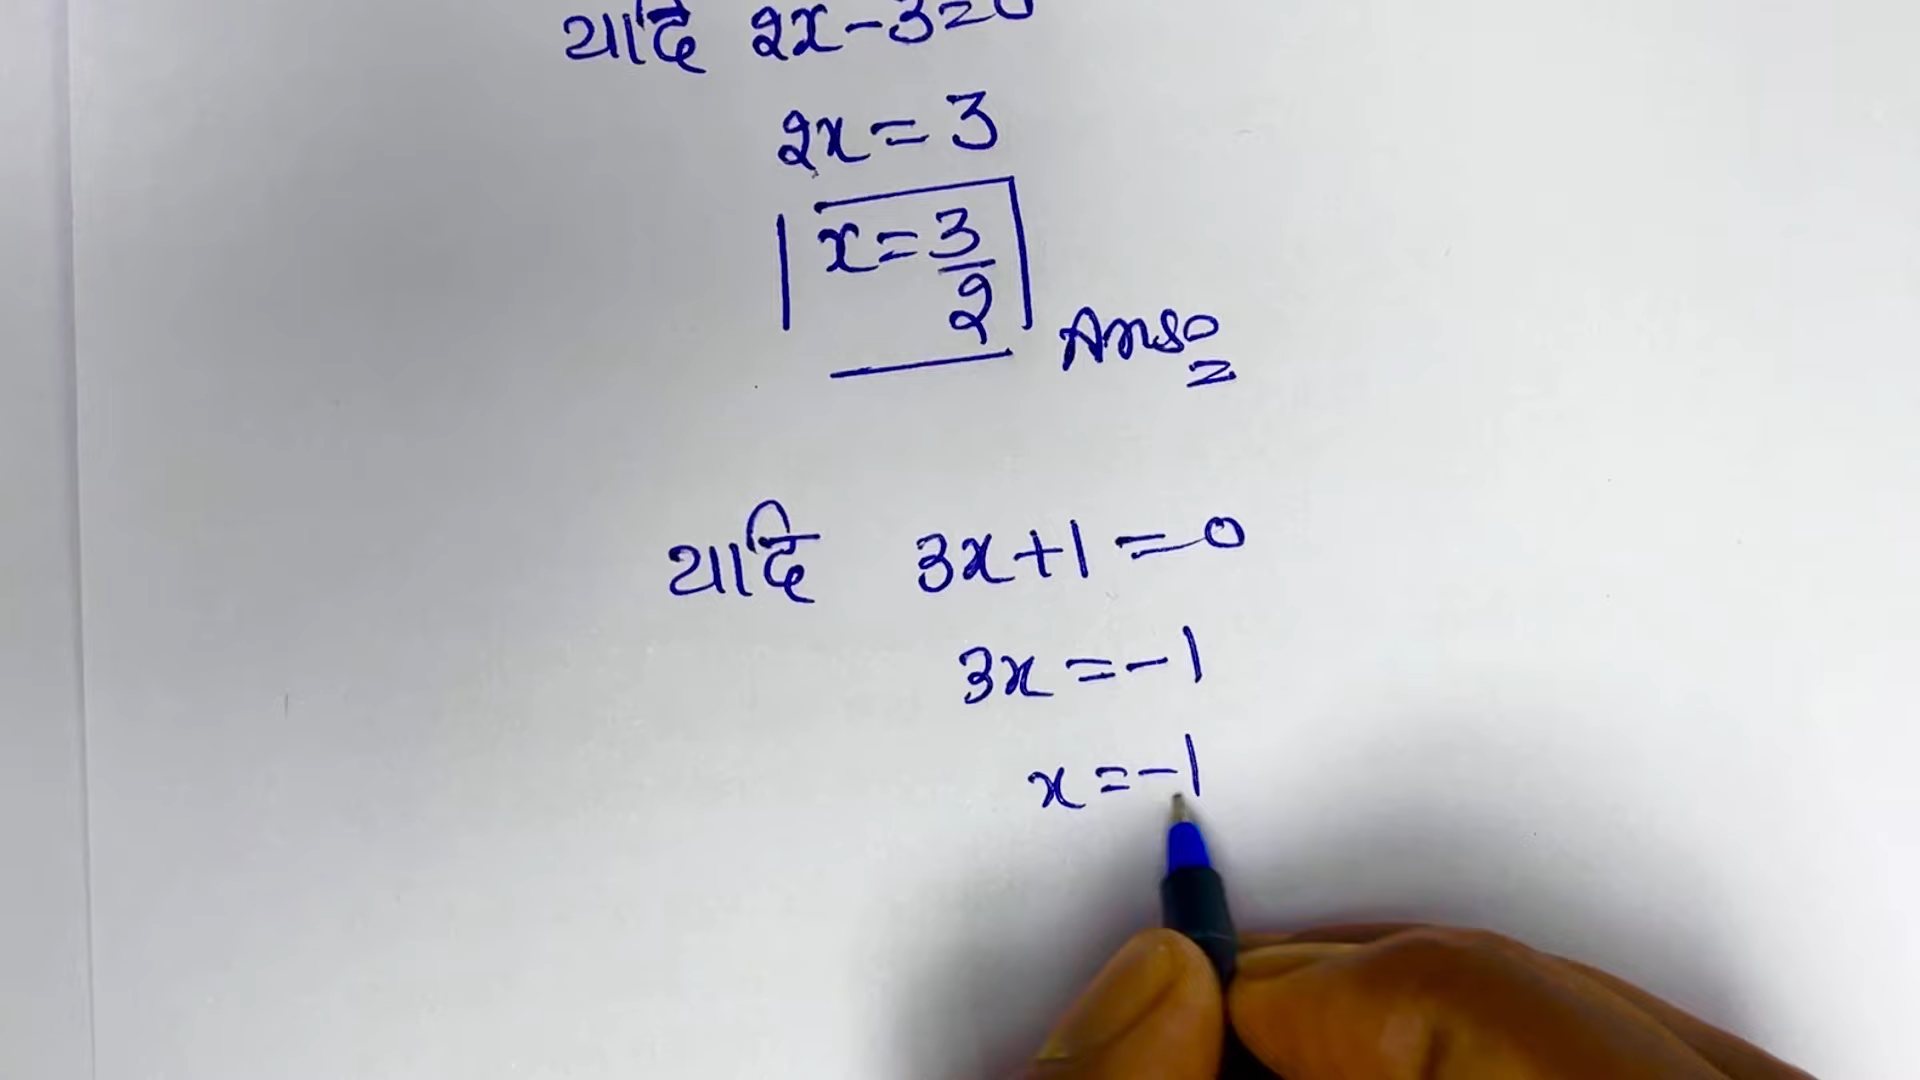 यदि 2x-3=0
2x=3
x=3/2
Ans
यदि 3x+1=0
3x=-1
x=-1